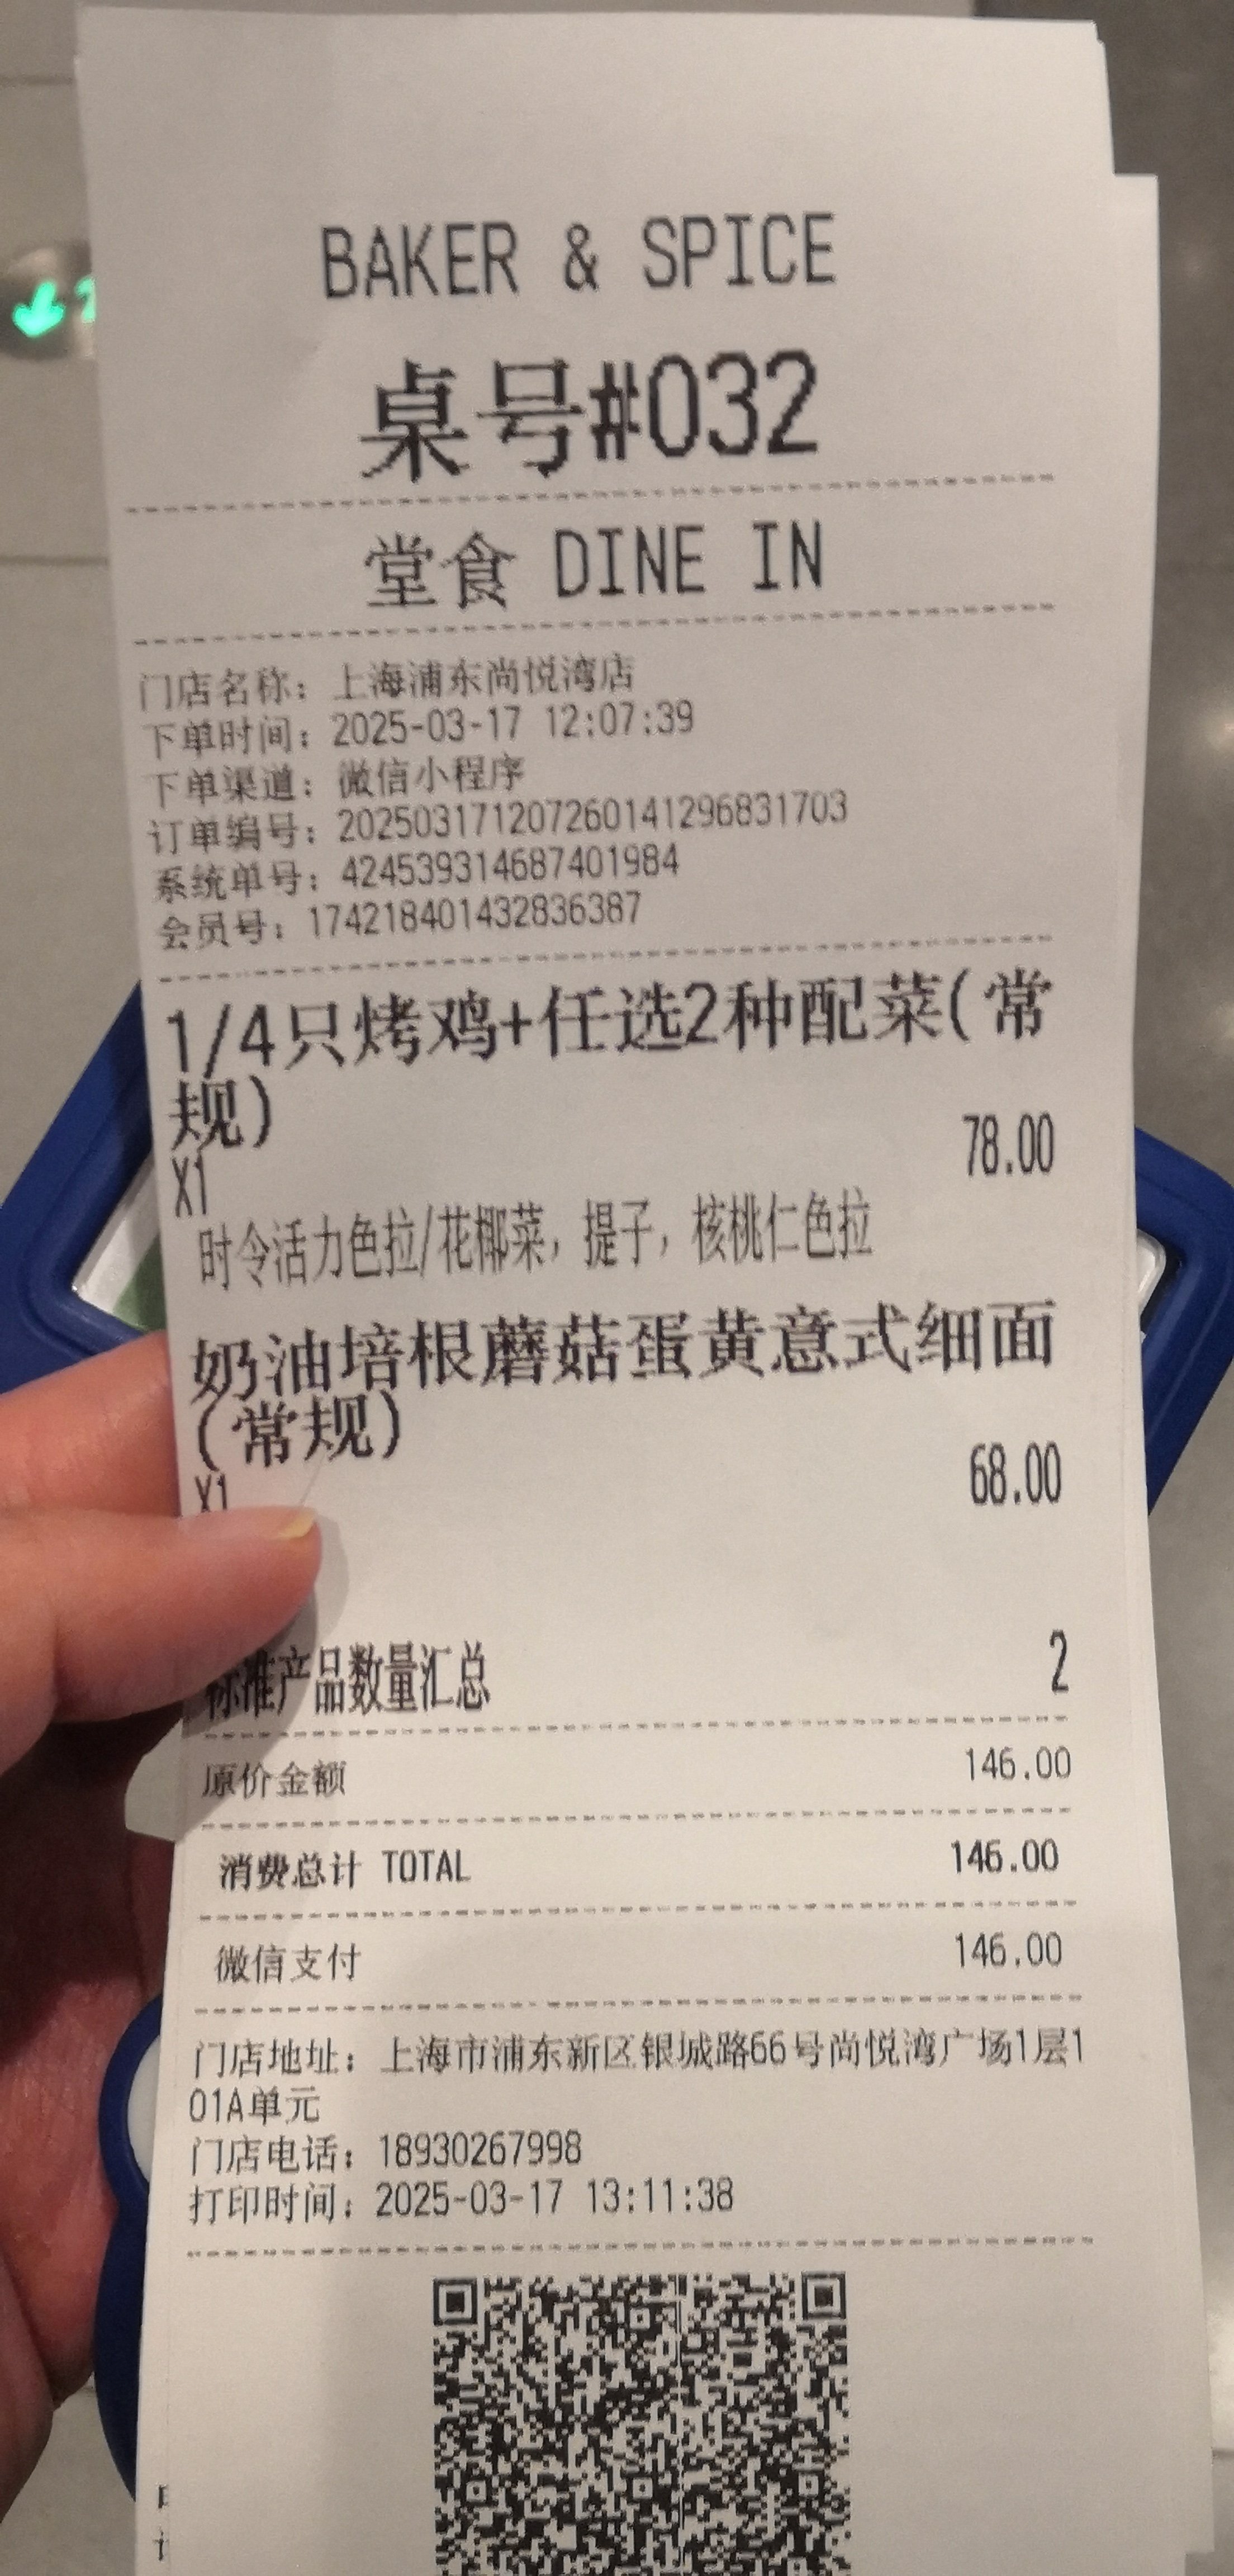 BAKER & SPICE
桌号#032
堂食 DINE IN
门店名称：上海浦东尚悦湾店
下单时间：2025-03-17 12:07:39
下单渠道：微信小程序
订单编号：202503171207260141296831703
系统单号：424539314687401984
会员号：174218401432836387
1/4只烤鸡+任选2种配菜(常
规)
X1 78.00
时令活力色拉/花椰菜，提子，核桃仁色拉
奶油培根蘑菇蛋黄意式细面
(常规)
X1 68.00
标准产品数量汇总 2
原价金额 146.00
消费总计 TOTAL 146.00
微信支付 146.00
门店地址：上海市浦东新区银城路66号尚悦湾广场1层1
01A单元
门店电话：18930267998
打印时间：2025-03-17 13:11:38